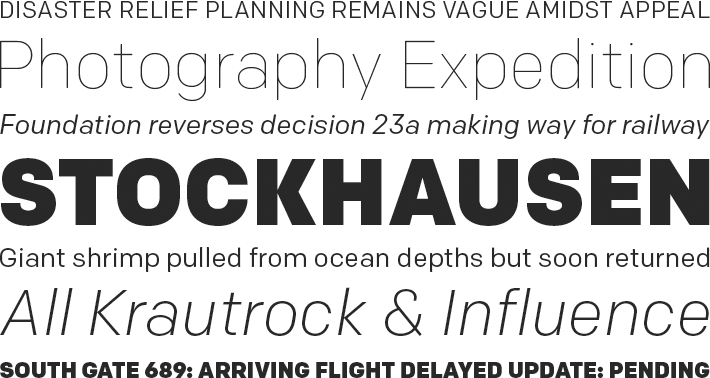 DISASTER RELIEF PLANNING REMAINS VAGUE AMIDST APPEAL
Photography Expedition
Foundation reverses decision 23a making way for railway
STOCKHAUSEN
Giant shrimp pulled from ocean depths but soon returned
All Krautrock & Influence
SOUTH GATE 689: ARRIVING FLIGHT DELAYED UPDATE: PENDING